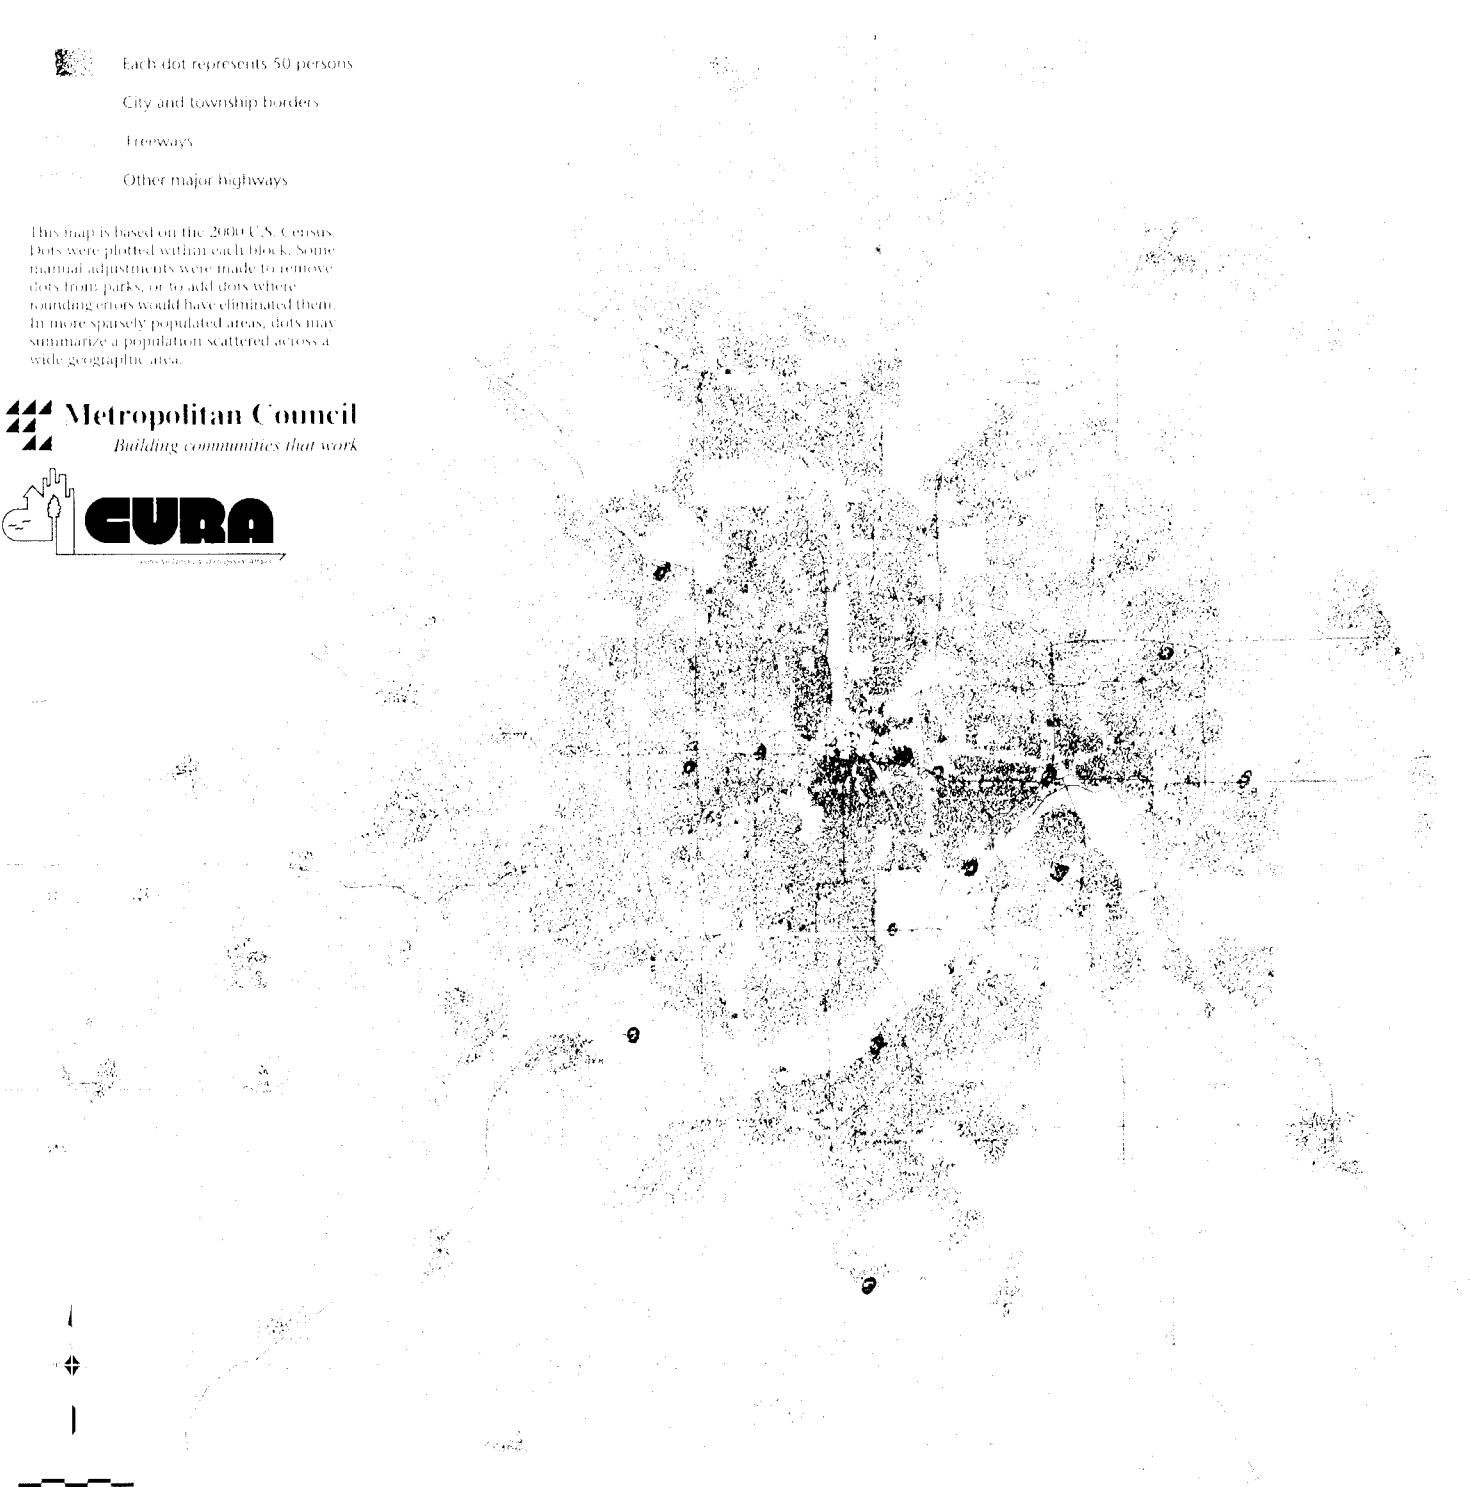 Each dot represents 50 persons
City and township borders
Freeways
Other major highways
This map is based on the 2000 U.S. Census.
Dots were plotted within each block. Some
manual adjustments were made to remove
dots from parks, or to add dots where
rounding errors would have eliminated them.
In more sparsely populated areas, dots may
summarize a population scattered across a
wide geographic area.
Metropolitan Council
Building communities that work
CURA